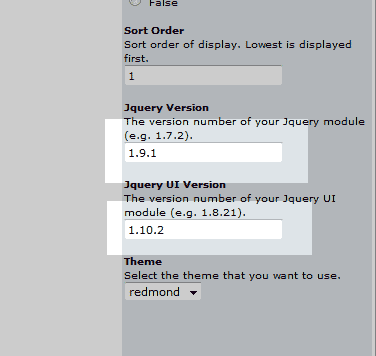 False
Sort Order
Sort order of display. Lowest is displayed
first.
1
Jquery Version
The version number of your Jquery module
(e.g. 1.7.2).
1.9.1
Jquery UI Version
The version number of your Jquery UI
module (e.g. 1.8.21).
1.10.2
Theme
Select the theme that you want to use.
redmond